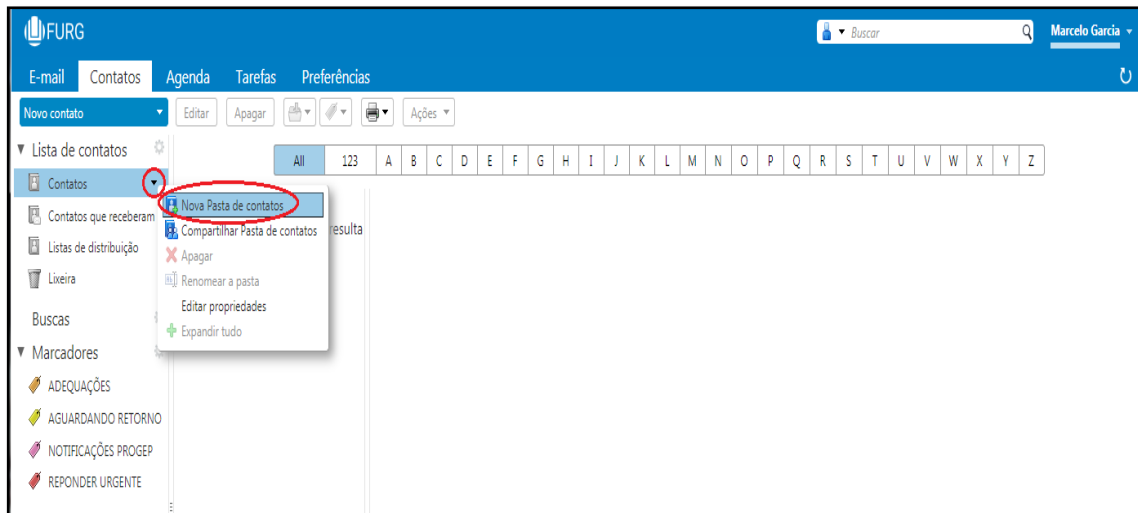 FURG
Buscar
Marcelo Garcia
E-mail Contatos Agenda Tarefas Preferências
Novo contato Editar Apagar Ações
Lista de contatos
All 123 A B C D E F G H I J K L M N O P Q R S T U V W X Y Z
Contatos
Nova Pasta de contatos
Contatos que receberam
Compartilhar Pasta de contatos
resulta
Listas de distribuição
Apagar
Lixeira
Renomear a pasta
Editar propriedades
Buscas
Expandir tudo
Marcadores
ADEQUAÇÕES
AGUARDANDO RETORNO
NOTIFICAÇÕES PROGEP
REPONDER URGENTE